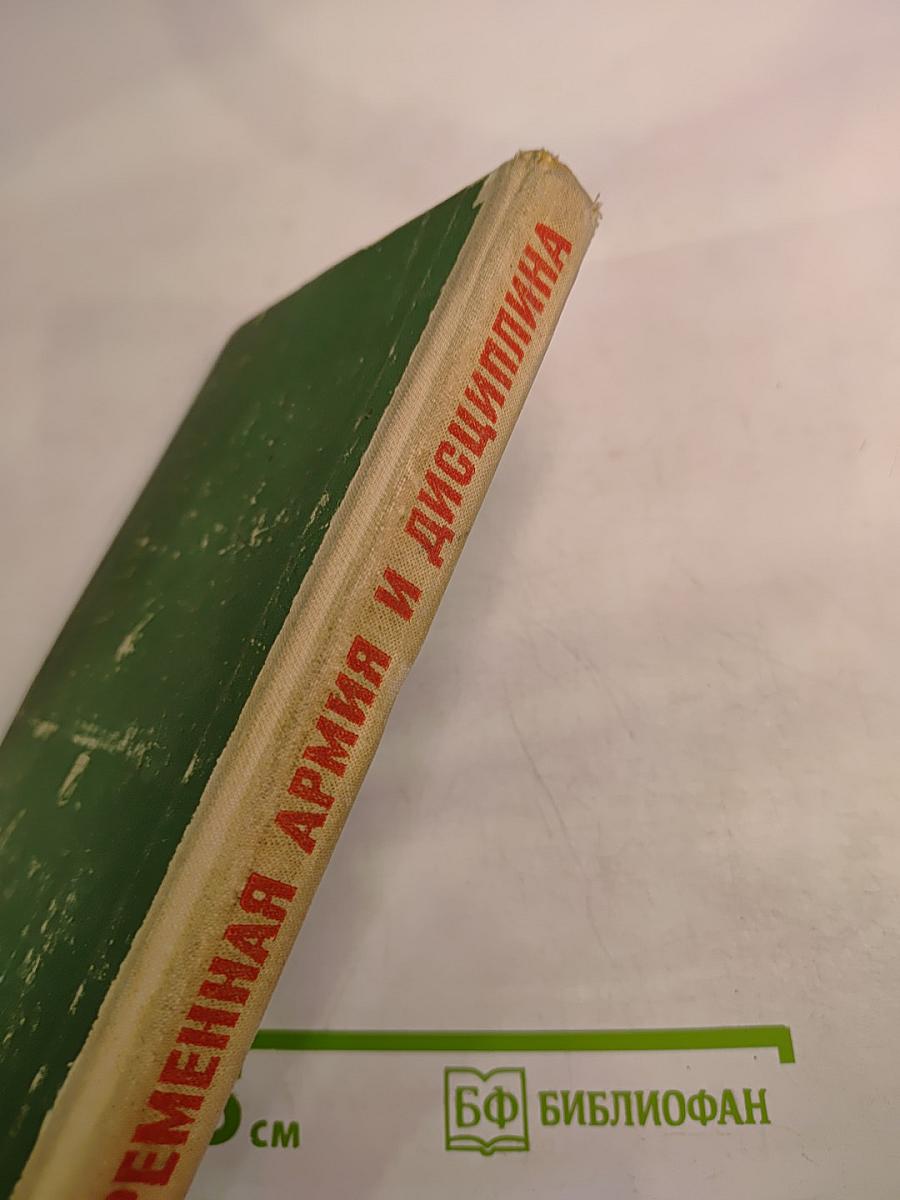 РЕМЕННАЯ АРМИЯ И ДИСЦИПЛИНА
5 см
БФ БИБЛИОФАН